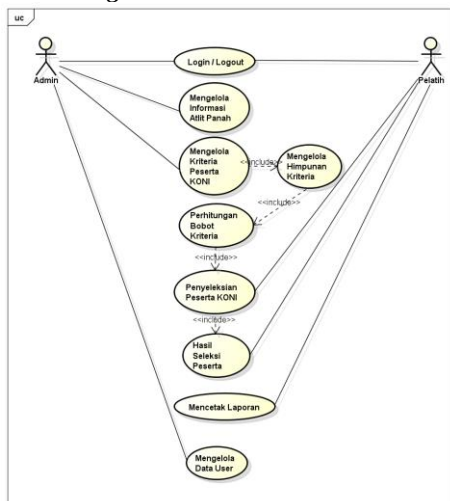 uc
Login / Logout
Admin
Pelatih
Mengelola
Informasi
Atlit Panah
Mengelola
Kriteria
Peserta
KONI
<<include>>
Mengelola
Himpunan
Kriteria
<<include>>
Perhitungan
Bobot
Kriteria
<<include>>
Penyeleksian
Peserta KONI
<<include>>
Hasil
Seleksi
Peserta
Mencetak Laporan
Mengelola
Data User